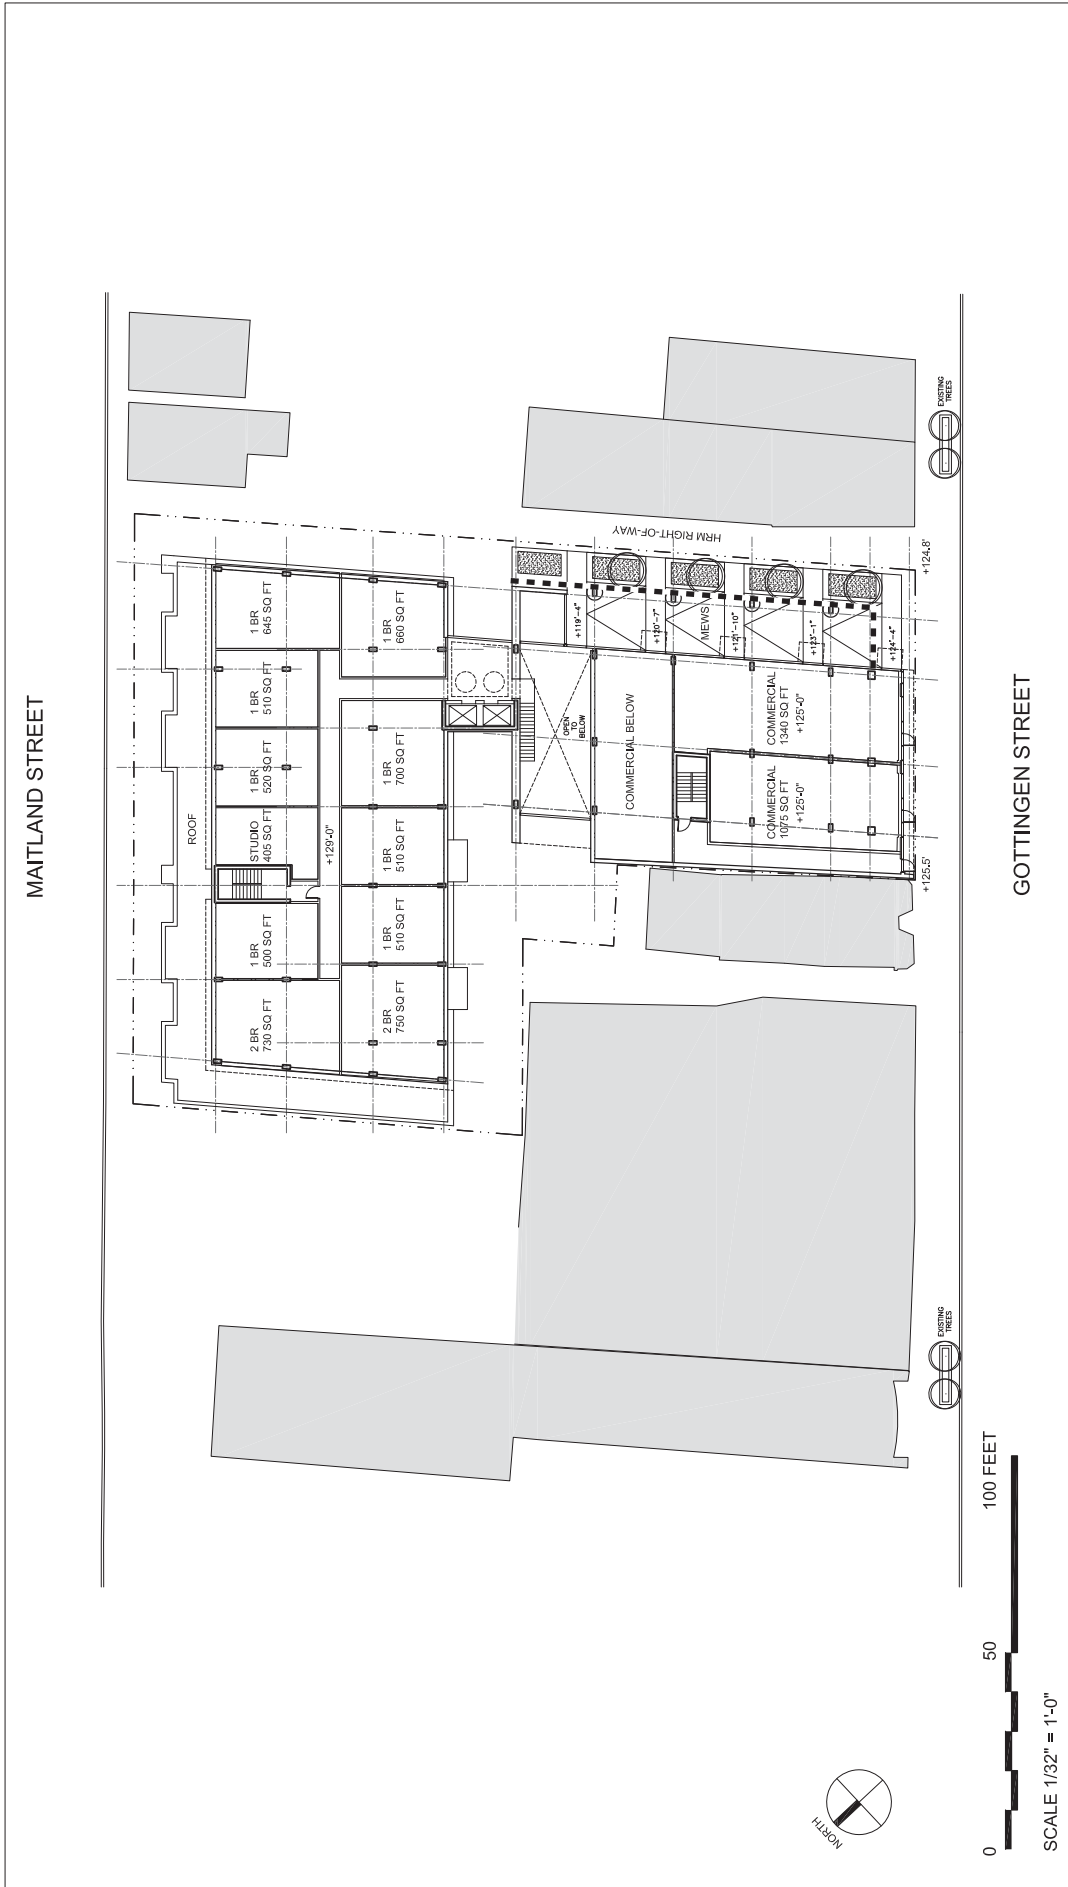 MAITLAND STREET
ROOF
1 BR
645 SQ FT
1 BR
510 SQ FT
1 BR
520 SQ FT
STUDIO
405 SQ FT
1 BR
500 SQ FT
2 BR
730 SQ FT
+129'-0"
1 BR
660 SQ FT
1 BR
700 SQ FT
1 BR
510 SQ FT
1 BR
510 SQ FT
2 BR
750 SQ FT
OPEN
TO
BELOW
COMMERCIAL BELOW
HRM RIGHT-OF-WAY
+119'-4"
+120'-7"
MEWS
+121'-10"
+123'-1"
+124'-4"
COMMERCIAL
1340 SQ FT
+125'-0"
COMMERCIAL
1075 SQ FT
+125'-0"
+124.8'
+125.5'
EXISTING
TREES
EXISTING
TREES
GOTTINGEN STREET
NORTH
0
50
100 FEET
SCALE 1/32" = 1'-0"